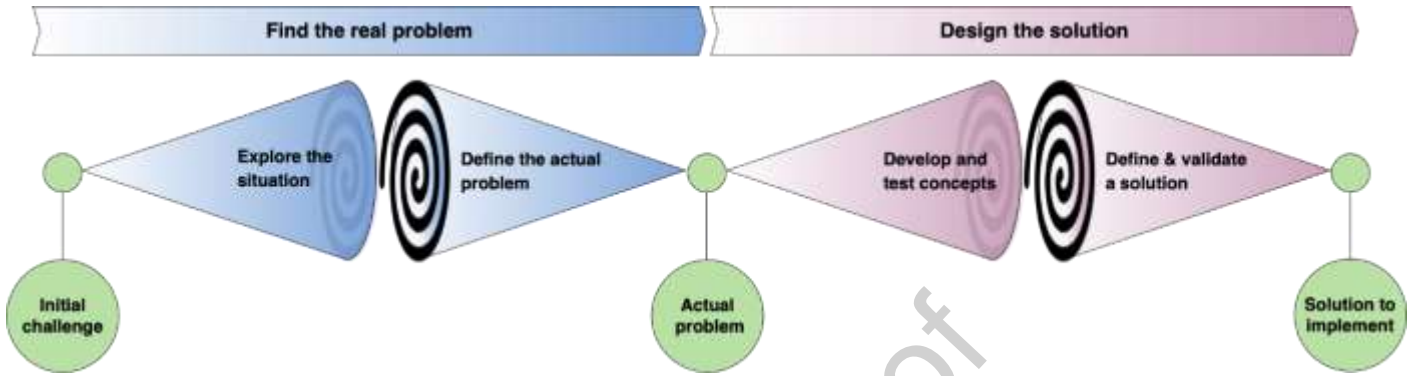 Find the real problem
Design the solution
Explore the
situation
Define the actual
problem
Develop and
test concepts
Define & validate
a solution
Initial
challenge
Actual
problem
Solution to
implement
of